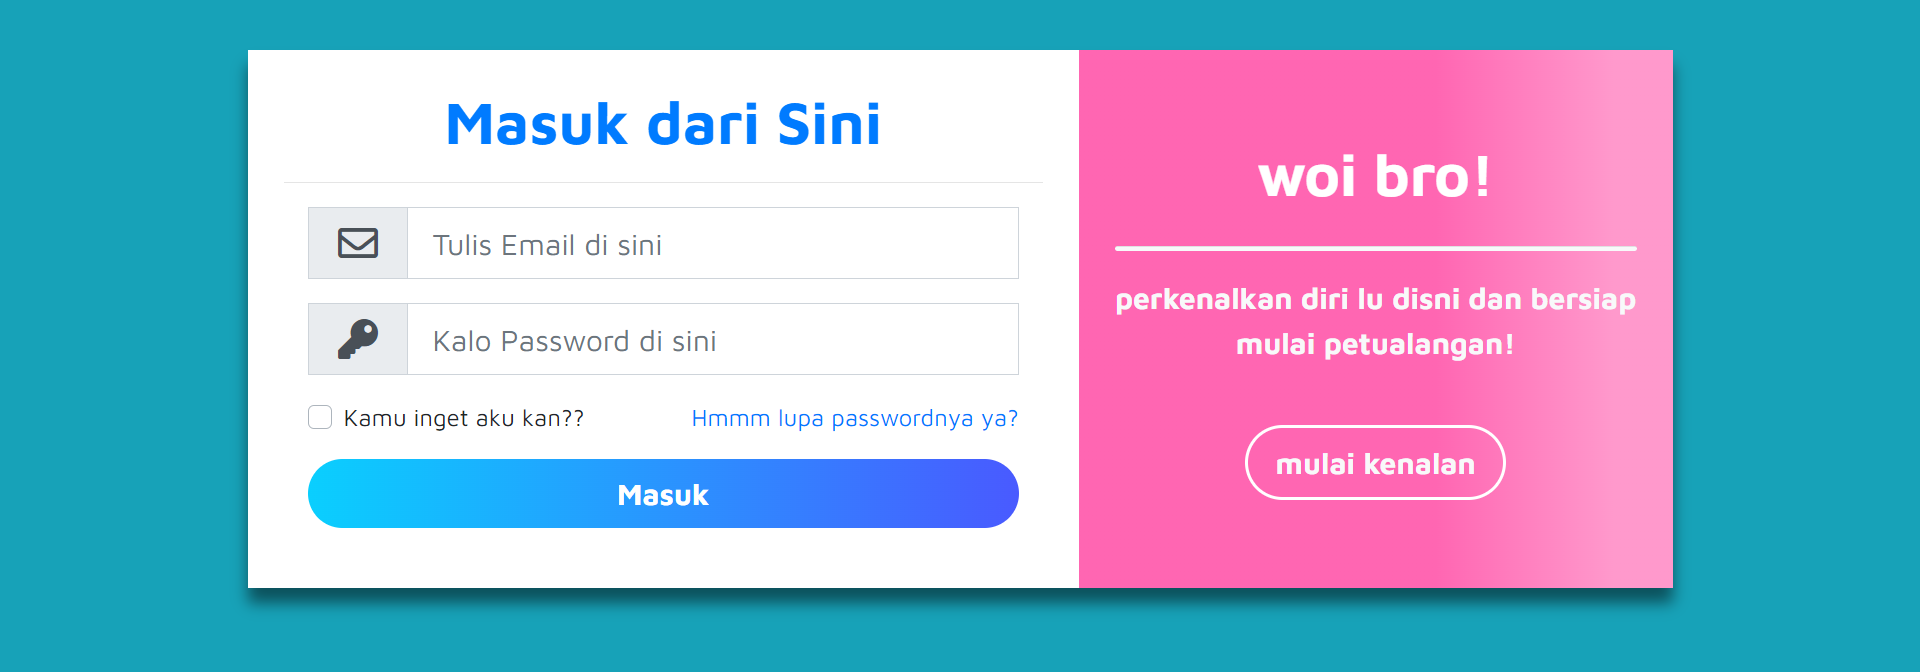 Masuk dari Sini
Tulis Email di sini
Kalo Password di sini
Kamu inget aku kan??
Hmmm lupa passwordnya ya?
Masuk
woi bro!
perkenalkan diri lu disni dan bersiap
mulai petualangan!
mulai kenalan